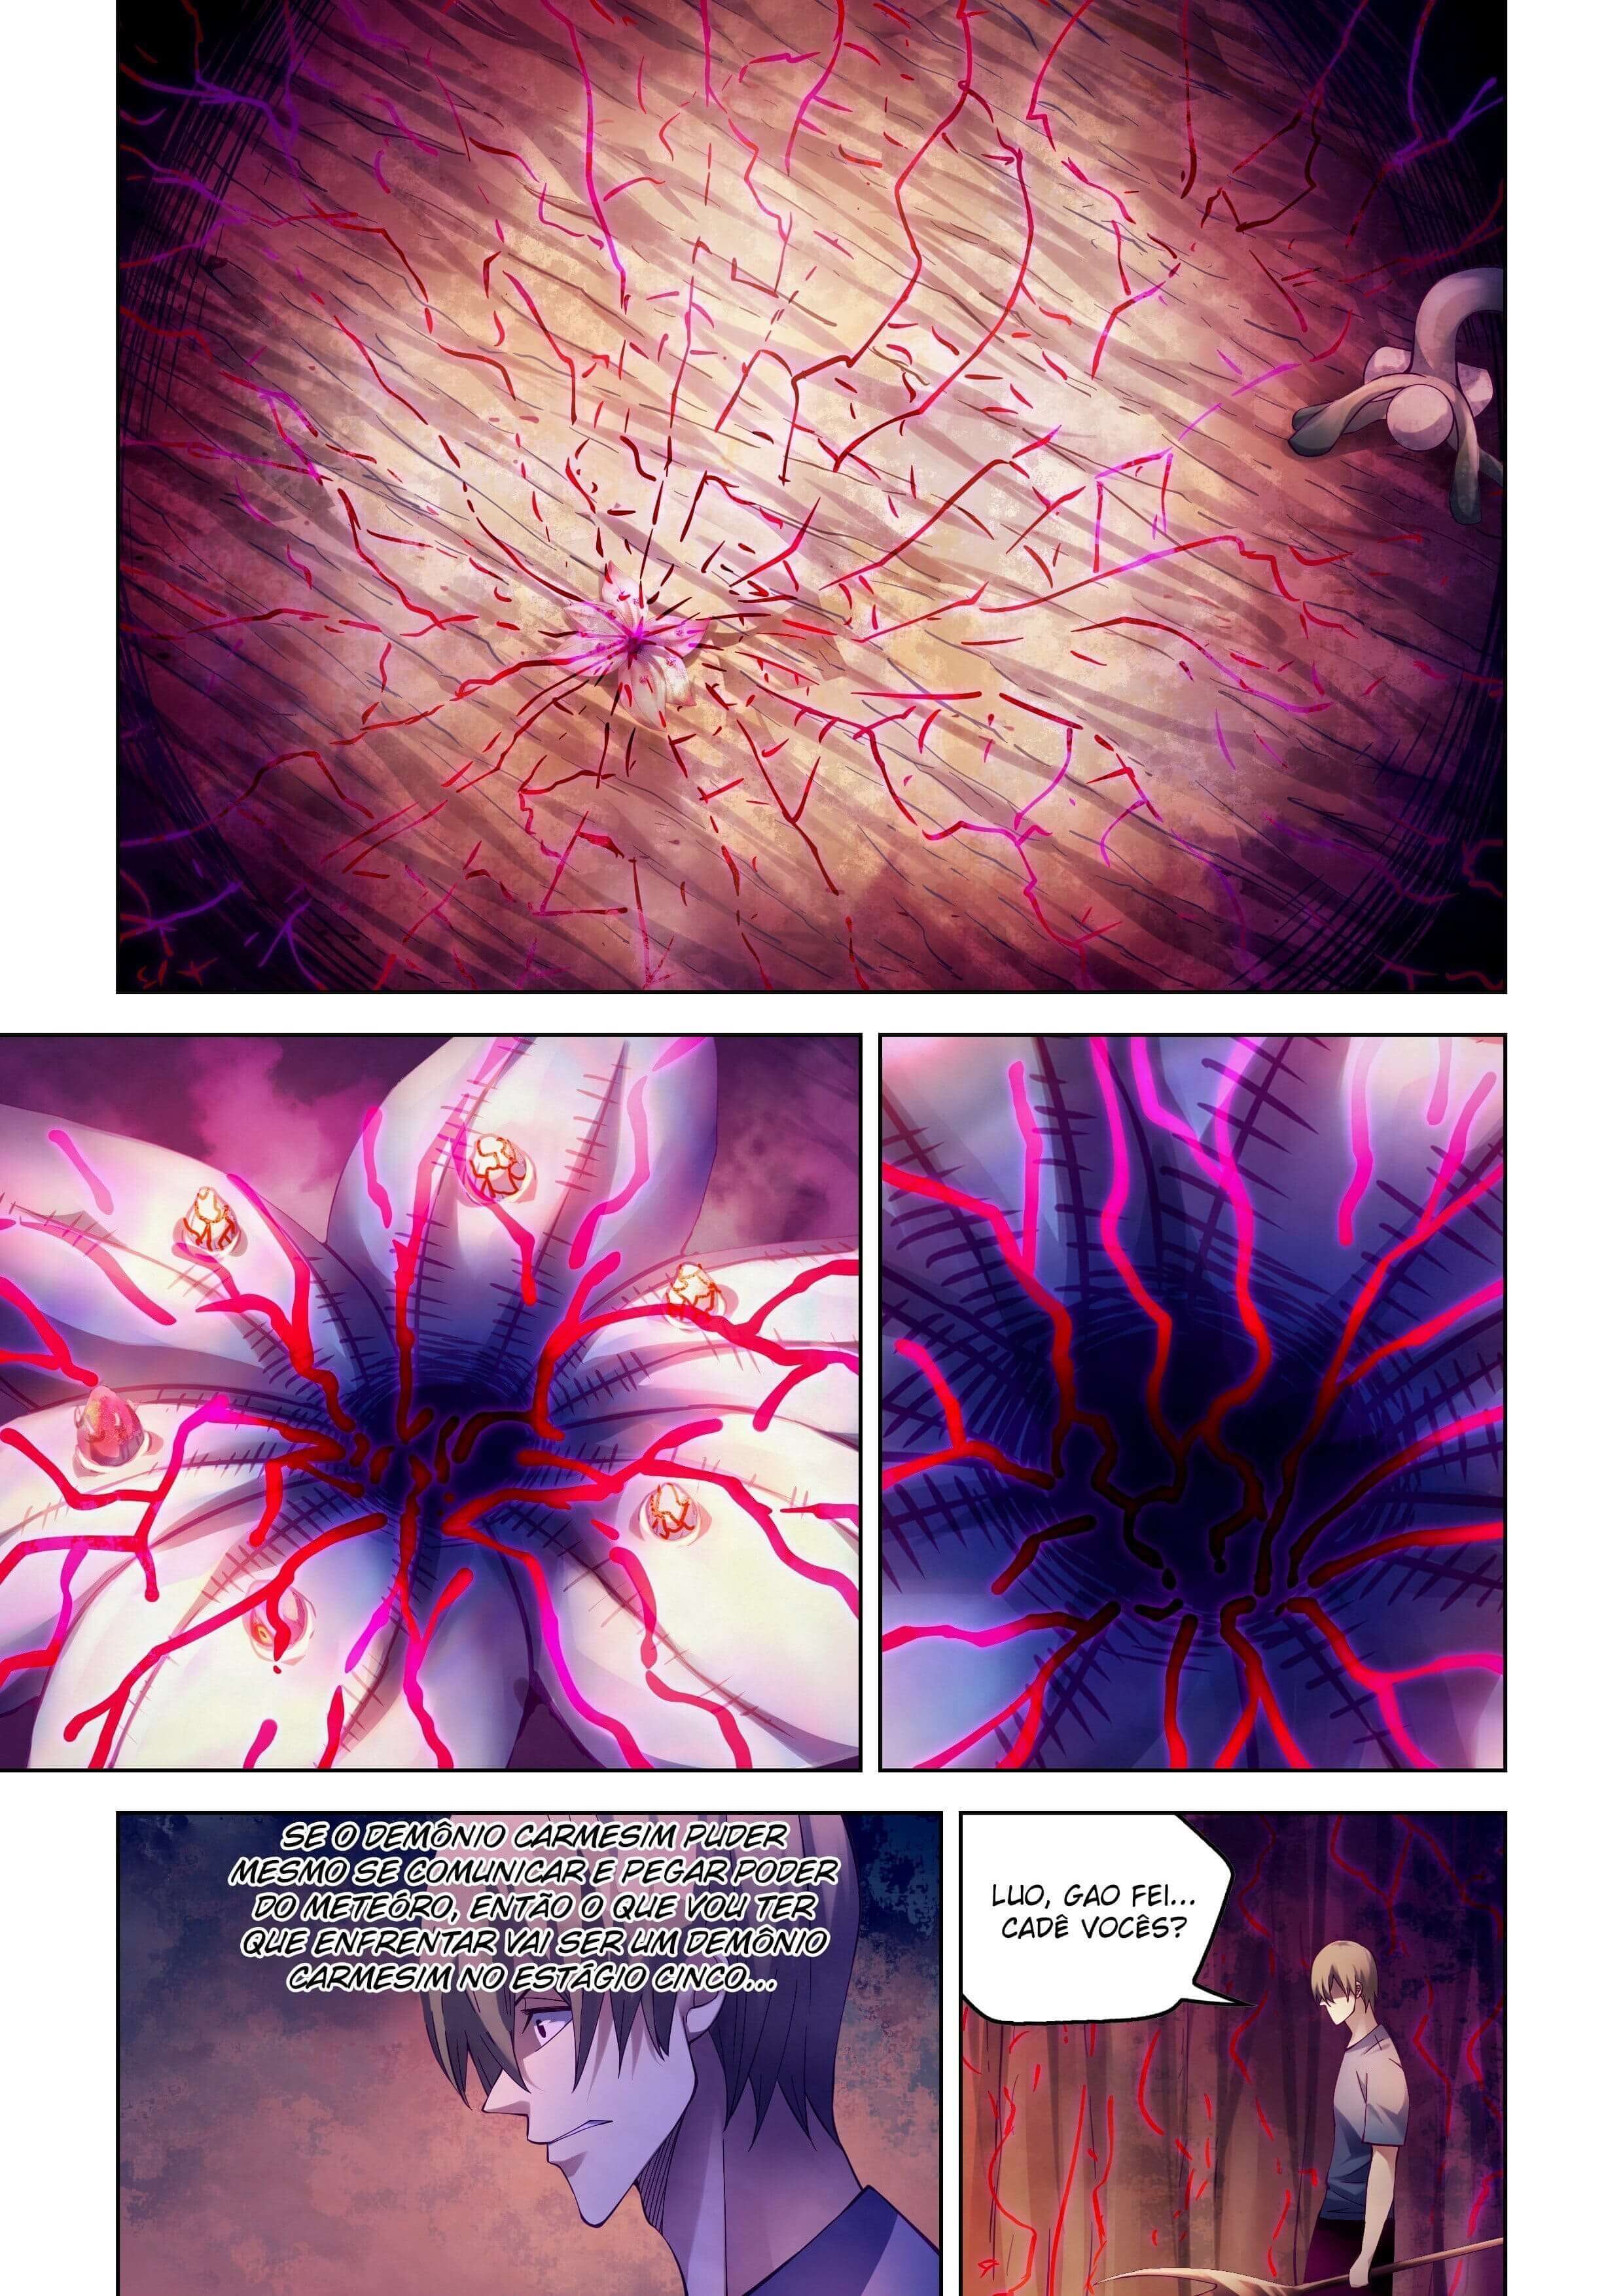 SE O DEMÔNIO CARMESIM PUDER
MESMO SE COMUNICAR E PEGAR PODER
DO METEÓRO, ENTÃO O QUE VOU TER
QUE ENFRENTAR VAI SER UM DEMÔNIO
CARMESIM NO ESTÁGIO CINCO...
LUO, GAO FEI...
CADÊ VOCÊS?